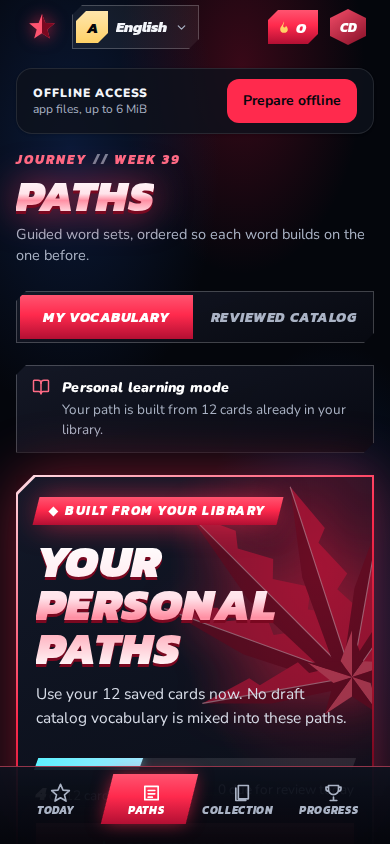 A English
0
CD
OFFLINE ACCESS
app files, up to 6 MiB
Prepare offline
JOURNEY // WEEK 39
PATHS
Guided word sets, ordered so each word builds on the
one before.
MY VOCABULARY
REVIEWED CATALOG
Personal learning mode
Your path is built from 12 cards already in your
library.
◆ BUILT FROM YOUR LIBRARY
YOUR
PERSONAL
PATHS
Use your 12 saved cards now. No draft
catalog vocabulary is mixed into these paths.
TODAY
PATHS
COLLECTION
PROGRESS